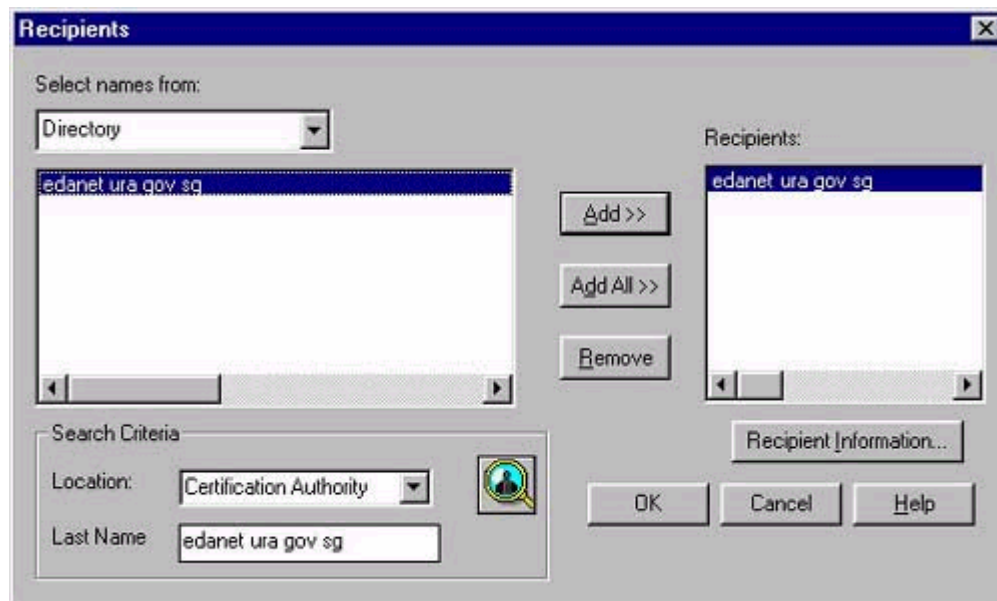 Recipients
Select names from:
Directory
Recipients:
edanet ura gov sg
edanet ura gov sg
Add >>
Add All >>
Remove
Search Criteria
Location:
Certification Authority
Last Name
edanet ura gov sg
Recipient Information...
OK
Cancel
Help